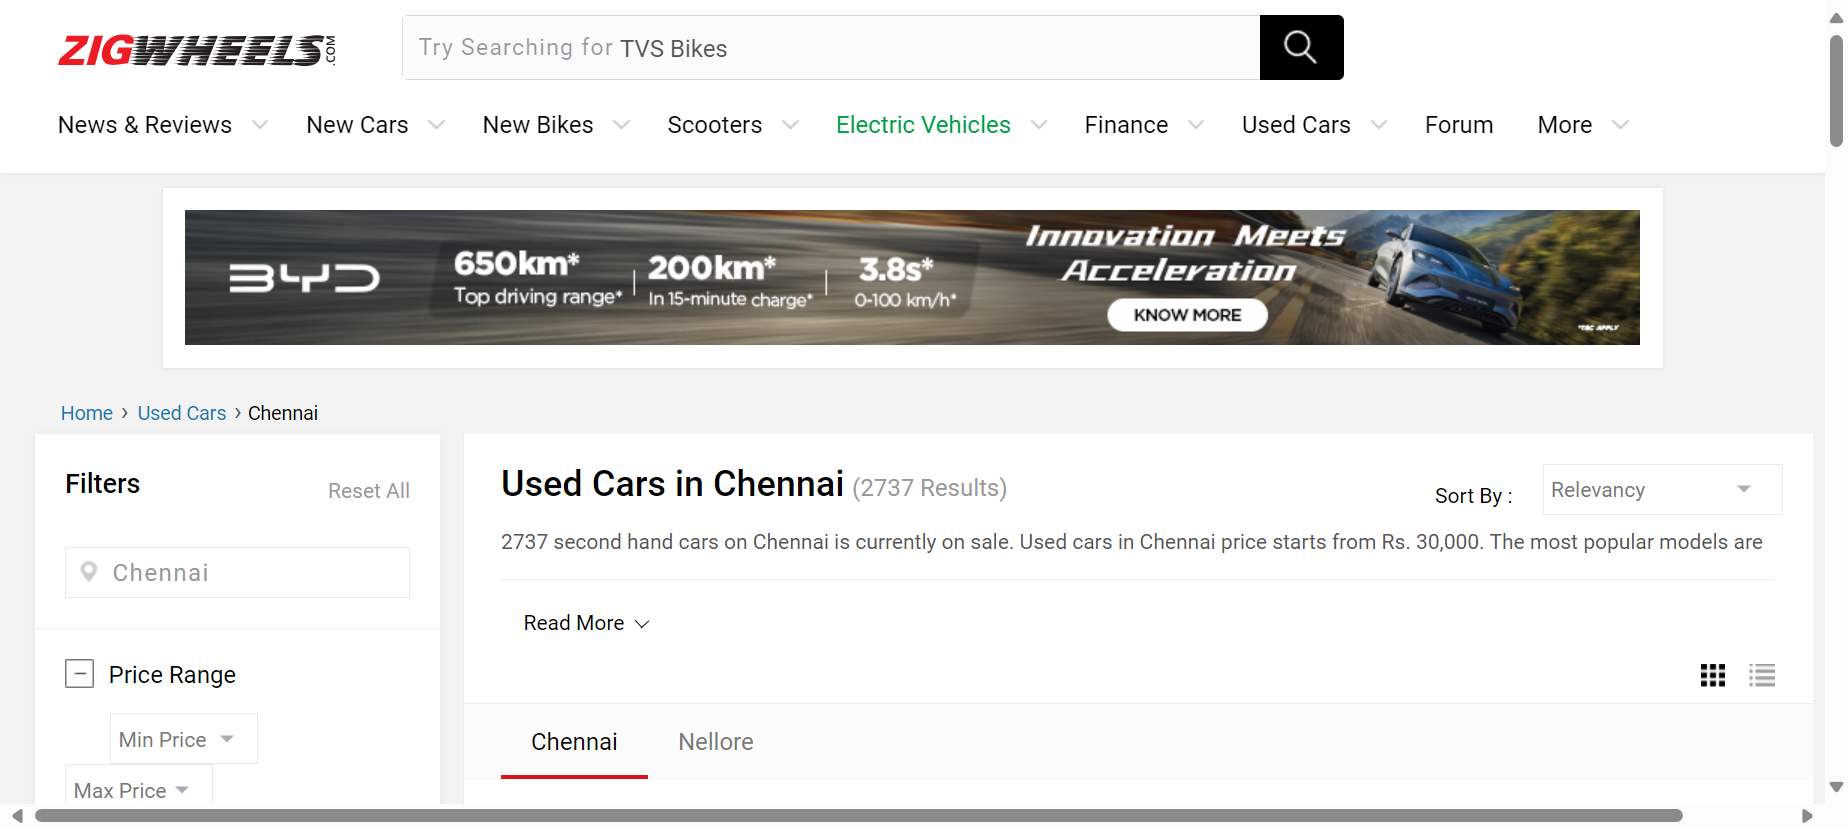 ZIGWHEELS.COM
Try Searching for TVS Bikes
News & Reviews New Cars New Bikes Scooters Electric Vehicles Finance Used Cars Forum More
BYD
650km*
Top driving range*
200km*
In 15-minute charge*
3.8s*
0-100 km/h*
Innovation Meets
Acceleration
KNOW MORE
*T&C APPLY
Home › Used Cars › Chennai
Filters
Reset All
Chennai
Price Range
Min Price
Max Price
Used Cars in Chennai (2737 Results)
Sort By :
Relevancy
2737 second hand cars on Chennai is currently on sale. Used cars in Chennai price starts from Rs. 30,000. The most popular models are
Read More
Chennai Nellore